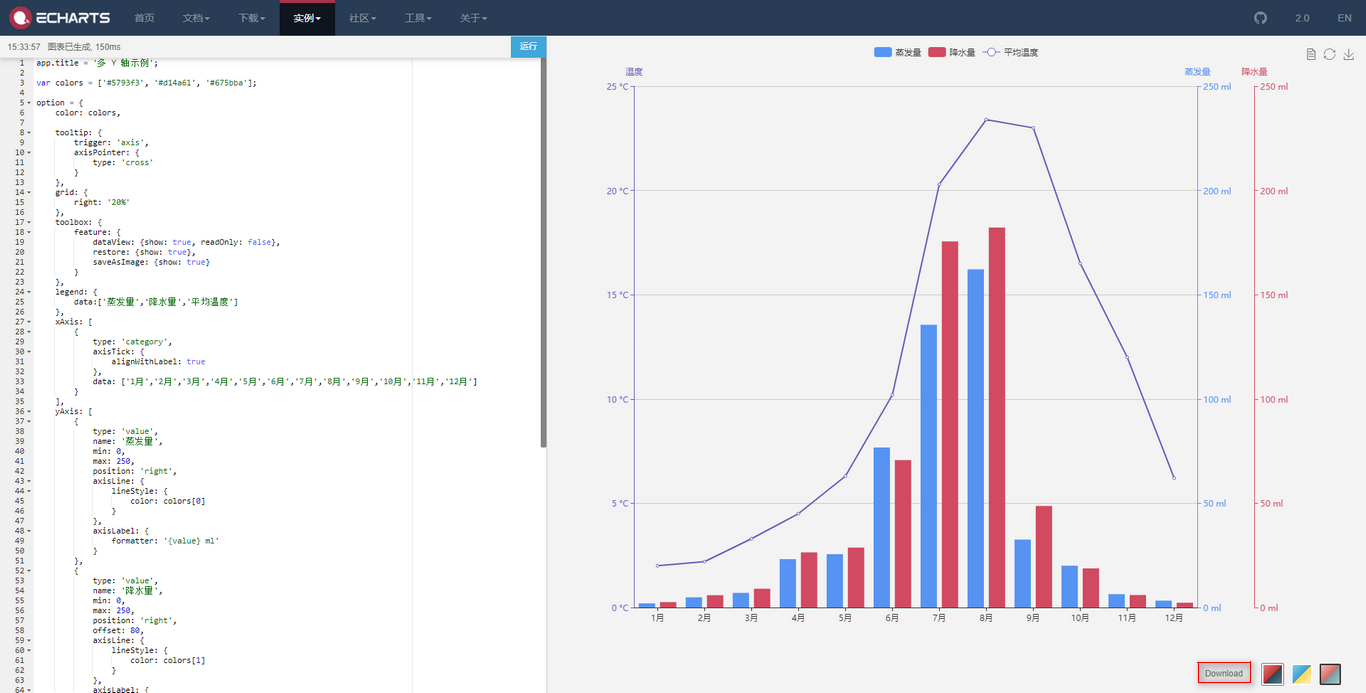 ECHARTS 首页 文档 下载 实例 社区 工具 关于 2.0 EN
15:33:57 图表已生成, 150ms 运行
1 app.title = '多 Y 轴示例';
2
3 var colors = ['#5793f3', '#d14a61', '#675bba'];
4
5 option = {
6 color: colors,
7
8 tooltip: {
9 trigger: 'axis',
10 axisPointer: {
11 type: 'cross'
12 }
13 },
14 grid: {
15 right: '20%'
16 },
17 toolbox: {
18 feature: {
19 dataView: {show: true, readOnly: false},
20 restore: {show: true},
21 saveAsImage: {show: true}
22 }
23 },
24 legend: {
25 data:['蒸发量','降水量','平均温度']
26 },
27 xAxis: [
28 {
29 type: 'category',
30 axisTick: {
31 alignWithLabel: true
32 },
33 data: ['1月','2月','3月','4月','5月','6月','7月','8月','9月','10月','11月','12月']
34 }
35 ],
36 yAxis: [
37 {
38 type: 'value',
39 name: '蒸发量',
40 min: 0,
41 max: 250,
42 position: 'right',
43 axisLine: {
44 lineStyle: {
45 color: colors[0]
46 }
47 },
48 axisLabel: {
49 formatter: '{value} ml'
50 }
51 },
52 {
53 type: 'value',
54 name: '降水量',
55 min: 0,
56 max: 250,
57 position: 'right',
58 offset: 80,
59 axisLine: {
60 lineStyle: {
61 color: colors[1]
62 }
63 },
64 axisLabel: {
蒸发量 降水量 平均温度
温度 蒸发量 降水量
25 °C 250 ml 250 ml
20 °C 200 ml 200 ml
15 °C 150 ml 150 ml
10 °C 100 ml 100 ml
5 °C 50 ml 50 ml
0 °C 0 ml 0 ml
1月 2月 3月 4月 5月 6月 7月 8月 9月 10月 11月 12月
Download